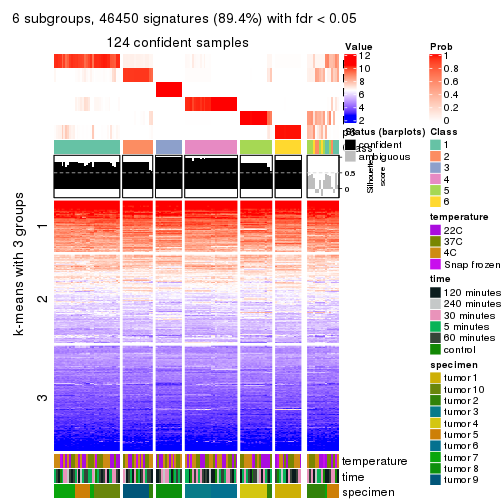 6 subgroups, 46450 signatures (89.4%) with fdr < 0.05
124 confident samples
Value
12
10
8
6
4
2
Prob
1
0.8
0.6
0.4
0.2
0
Status (barplots)
confident
ambiguous
Class
1
2
3
4
5
6
0.5
0
Silhouette
score
k-means with 3 groups
1
2
3
temperature
22C
37C
4C
Snap frozen
time
120 minutes
240 minutes
30 minutes
5 minutes
60 minutes
control
specimen
tumor 1
tumor 10
tumor 2
tumor 3
tumor 4
tumor 5
tumor 6
tumor 7
tumor 8
tumor 9
temperature
time
specimen